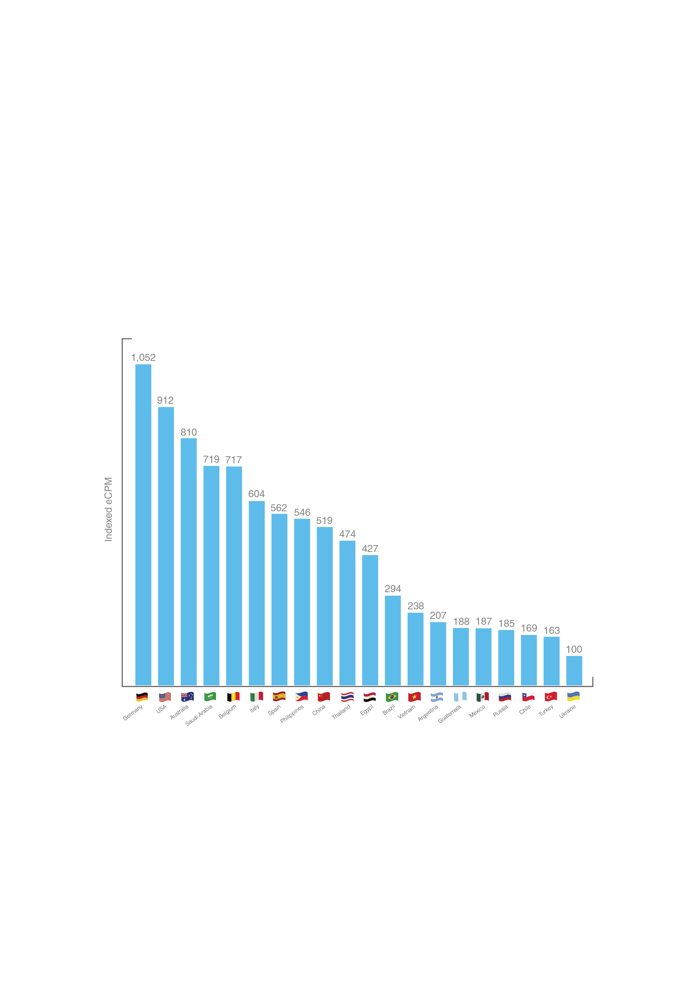 1,052
912
810
719
717
604
562
546
519
474
427
294
238
207
188
187
185
169
163
100
Indexed eCPM
Germany
USA
Australia
Saudi Arabia
Belgium
Italy
Spain
Philippines
China
Thailand
Egypt
Brazil
Vietnam
Argentina
Guatemala
Mexico
Russia
Chile
Turkey
Ukraine